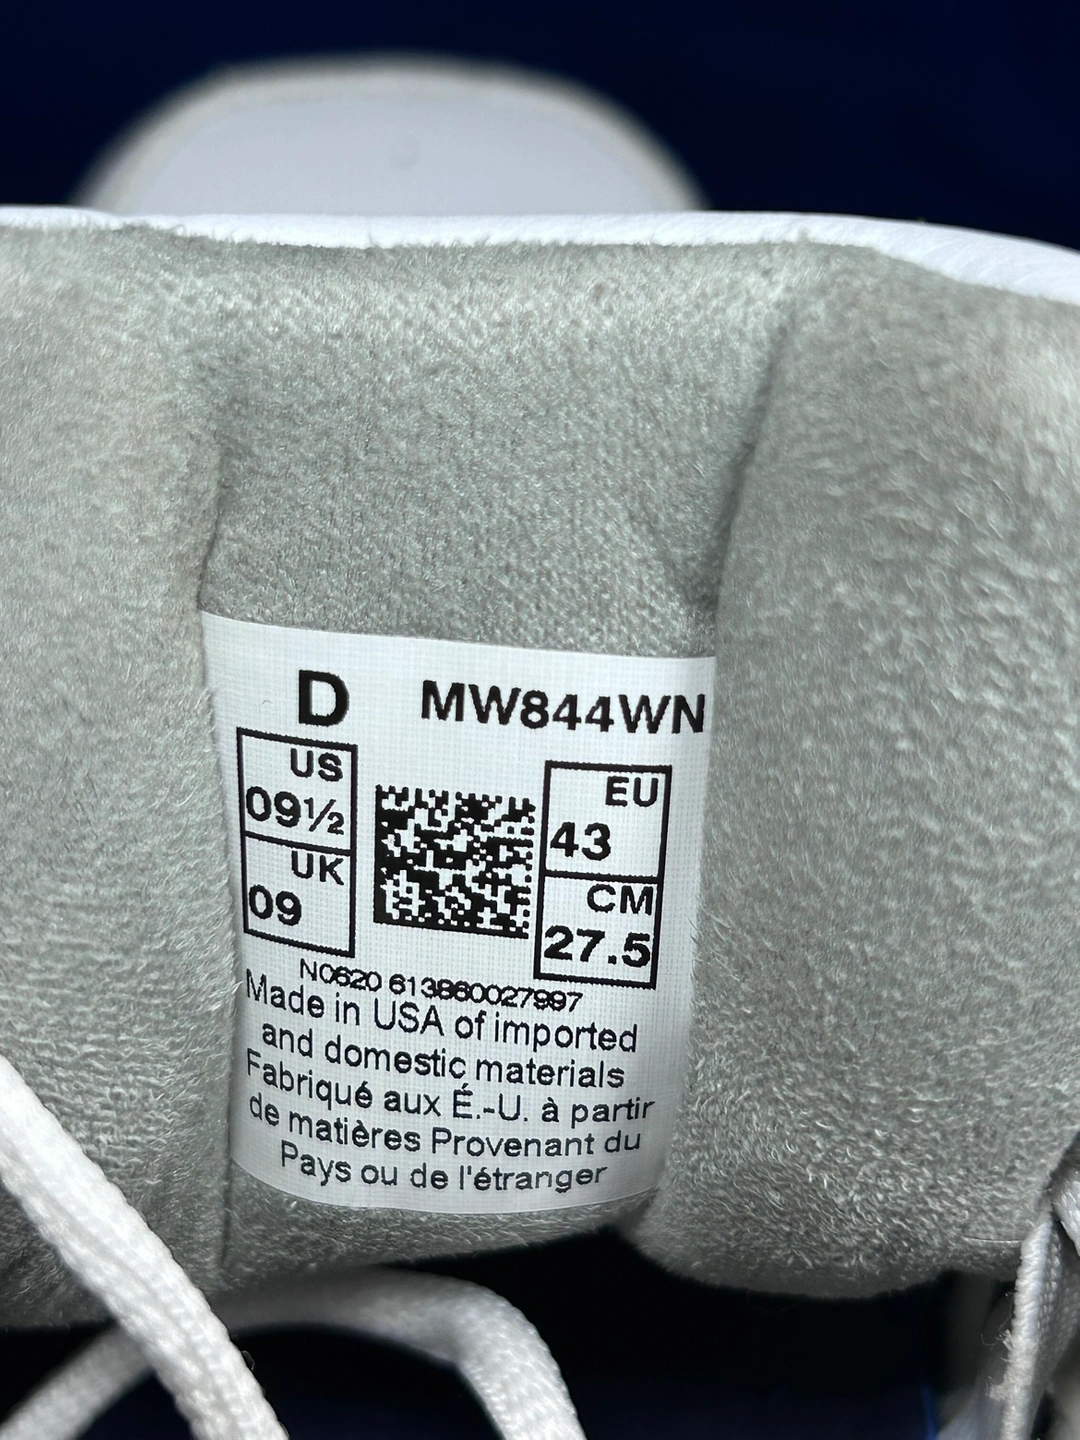 D MW844WN
US
09½
UK
09
EU
43
CM
27.5
N0620 613860027997
Made in USA of imported
and domestic materials
Fabriqué aux É.-U. à partir
de matières Provenant du
Pays ou de l'étranger